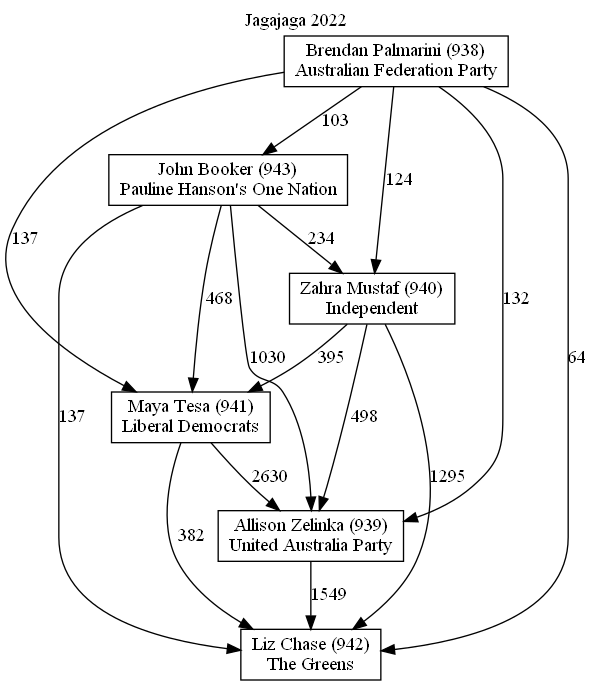 Jagajaga 2022
Brendan Palmarini (938)
Australian Federation Party
103
John Booker (943)
Pauline Hanson's One Nation
124
137
234
Zahra Mustaf (940)
Independent
468
132
1030
395
64
Maya Tesa (941)
Liberal Democrats
137
498
2630
1295
382
Allison Zelinka (939)
United Australia Party
1549
Liz Chase (942)
The Greens